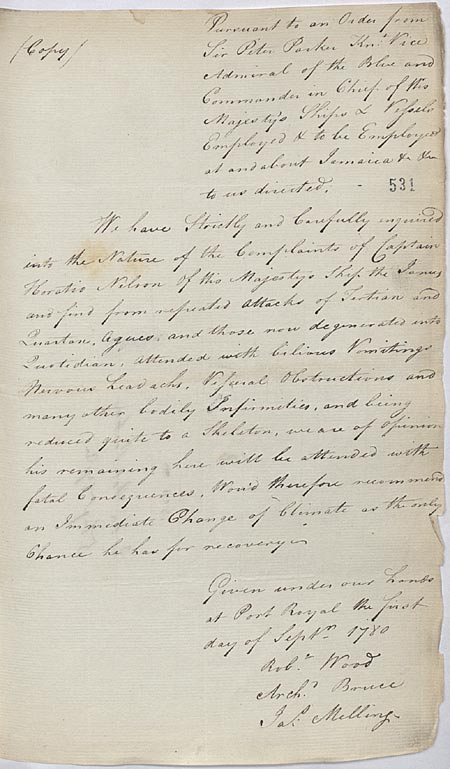 (Copy)
Pursuant to an Order from
Sir Peter Parker Knt. Vice
Admiral of the Blue and
Commander in Chief of His
Majesty's Ships & Vessels
Employed & to be Employed
at and about Jamaica & &ca
to us directed,
531
We have Strictly and Carefully enquired
into the Nature of the Complaints of Captain
Horatio Nelson of His Majesty's Ship the Janus
and find from repeated attacks of Tertian and
Quartan, Agues, and those now degenerated into
Quotidian, attended with bilious Vomitings
Nervous headachs, Visceral Obstructions and
many other bodily Infirmities, and being
reduced quite to a Skeleton, we are of opinion
his remaining here will be attended with
fatal Consequences, Wou'd therefore recommend
an Immediate Change of Climate as the only
Chance he has for recovery
Given under our hands
at Port Royal the first
day of Septr. 1780
Robt. Wood
Archd. Bruce
Jas. Melling